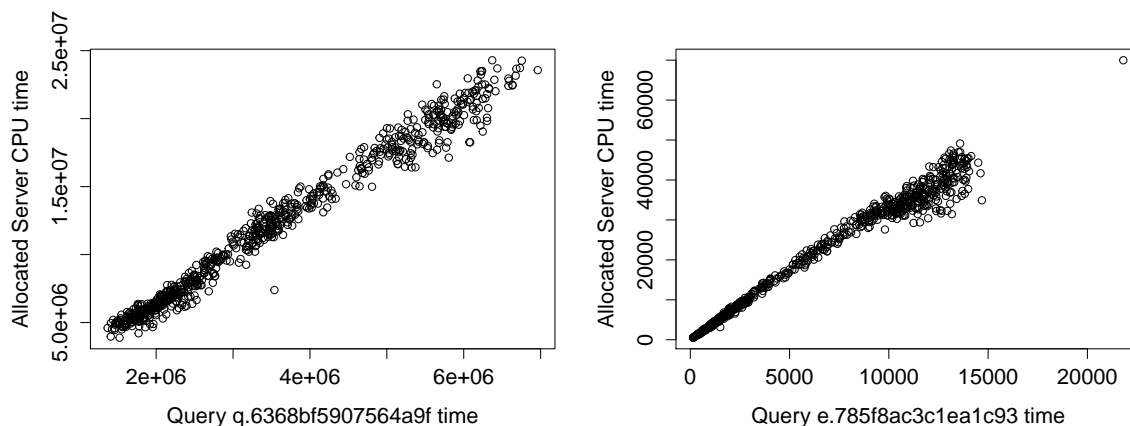 Allocated Server CPU time
2.5e+07
1.5e+07
5.0e+06
2e+06 4e+06 6e+06
Query q.6368bf5907564a9f time
Allocated Server CPU time
60000
40000
20000
0
0 5000 10000 15000 20000
Query e.785f8ac3c1ea1c93 time